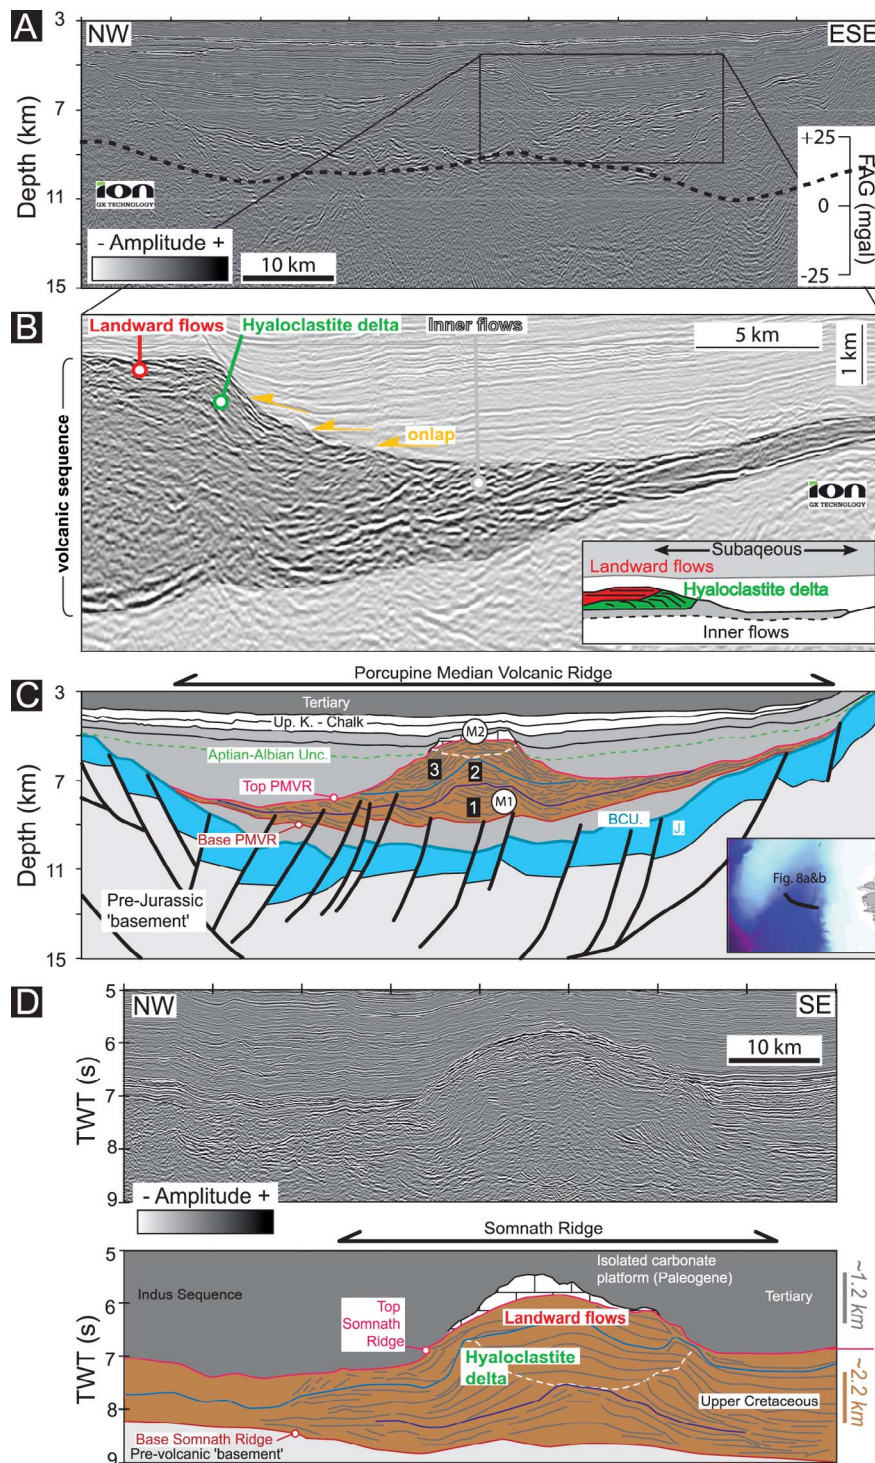 A
NW
ESE
3
7
11
15
Depth (km)
ion
GX TECHNOLOGY
- Amplitude +
10 km
+25
0
-25
FAG (mgal)
B
Landward flows
Hyaloclastite delta
Inner flows
5 km
1 km
onlap
volcanic sequence
ion
GX TECHNOLOGY
Subaqeous
Landward flows
Hyaloclastite delta
Inner flows
Porcupine Median Volcanic Ridge
C
3
7
11
15
Depth (km)
Tertiary
Up. K. - Chalk
M2
Aptian-Albian Unc.
3
2
Top PMVR
1
M1
BCU.
J.
Base PMVR
Pre-Jurassic
'basement'
Fig. 8a&b
D
NW
SE
5
6
7
8
9
TWT (s)
10 km
- Amplitude +
Somnath Ridge
5
6
7
8
9
TWT (s)
Isolated carbonate
platform (Paleogene)
Indus Sequence
Tertiary
~1.2 km
Top
Somnath
Ridge
Landward flows
Hyaloclastite
delta
Upper Cretaceous
~2.2 km
Base Somnath Ridge
Pre-volcanic 'basement'